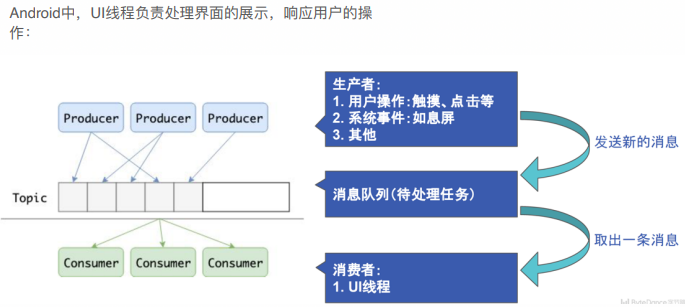 Android中，UI线程负责处理界面的展示，响应用户的操
作：
Producer Producer Producer
Topic
Consumer Consumer Consumer
生产者：
1. 用户操作：触摸、点击等
2. 系统事件：如息屏
3. 其他
发送新的消息
消息队列（待处理任务）
取出一条消息
消费者：
1. UI线程